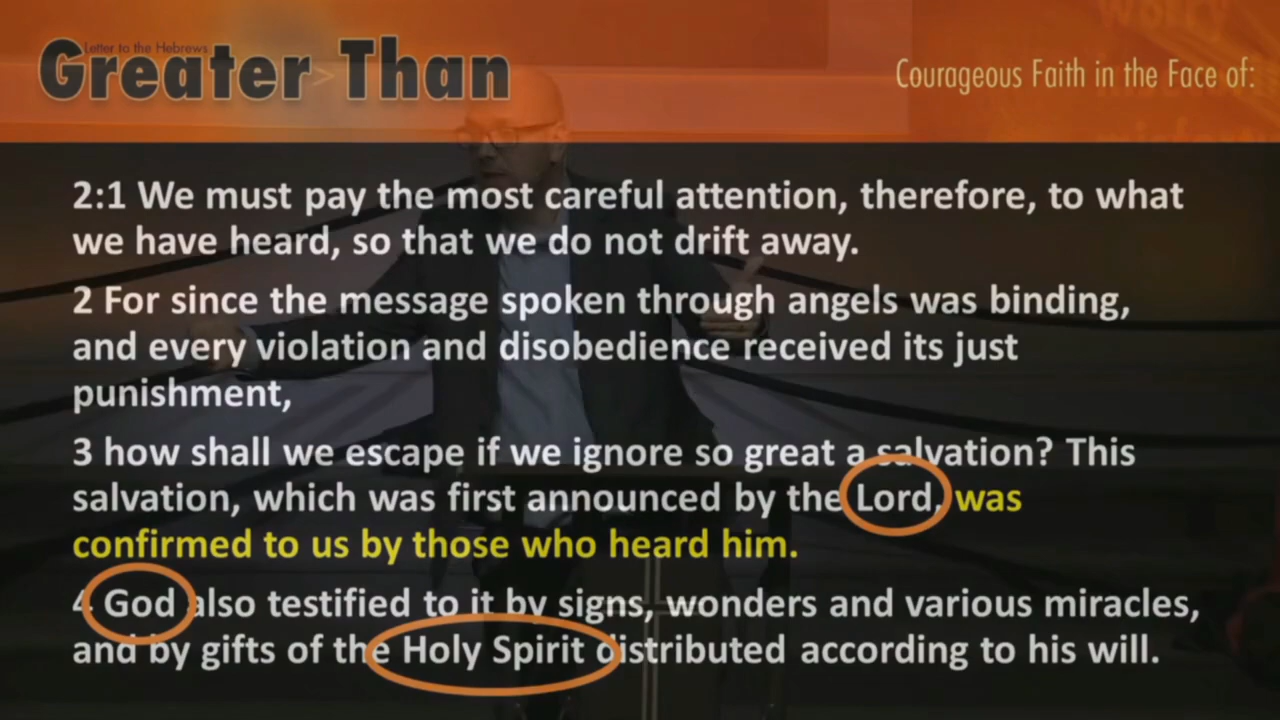 Letter to the Hebrews
Greater > Than
Courageous Faith in the Face of:
worry
2:1 We must pay the most careful attention, therefore, to what
we have heard, so that we do not drift away.
2 For since the message spoken through angels was binding,
and every violation and disobedience received its just
punishment,
3 how shall we escape if we ignore so great a salvation? This
salvation, which was first announced by the Lord, was
confirmed to us by those who heard him.
4 God also testified to it by signs, wonders and various miracles,
and by gifts of the Holy Spirit distributed according to his will.